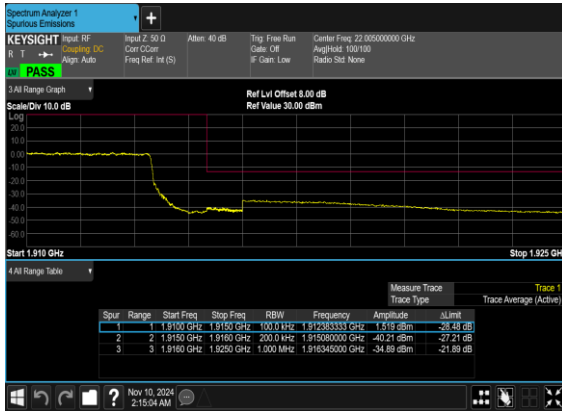 Spectrum Analyzer 1
Spurious Emissions
KEYSIGHT Input: RF Input Z: 50 Ω Atten: 40 dB Trig: Free Run Center Freq: 22.005000000 GHz
R T Coupling: DC Corr CCorr Gate: Off Avg|Hold: 100/100
Align: Auto Freq Ref: Int (S) IF Gain: Low Radio Std: None
PASS
3 All Range Graph
Ref Lvl Offset 8.00 dB
Scale/Div 10.0 dB Ref Value 30.00 dBm
Log
20.0
10.0
0.00
-10.0
-20.0
-30.0
-40.0
-50.0
-60.0
Start 1.910 GHz Stop 1.925 GH
4 All Range Table
Measure Trace Trace 1
Trace Type Trace Average (Active)
Spur Range Start Freq Stop Freq RBW Frequency Amplitude ΔLimit
1 1 1.9100 GHz 1.9150 GHz 100.0 kHz 1.912383333 GHz 1.519 dBm -28.48 dB
2 2 1.9150 GHz 1.9160 GHz 200.0 kHz 1.915080000 GHz -40.21 dBm -27.21 dB
3 3 1.9160 GHz 1.9250 GHz 1.000 MHz 1.916345000 GHz -34.89 dBm -21.89 dB
Nov 10, 2024
2:15:04 AM